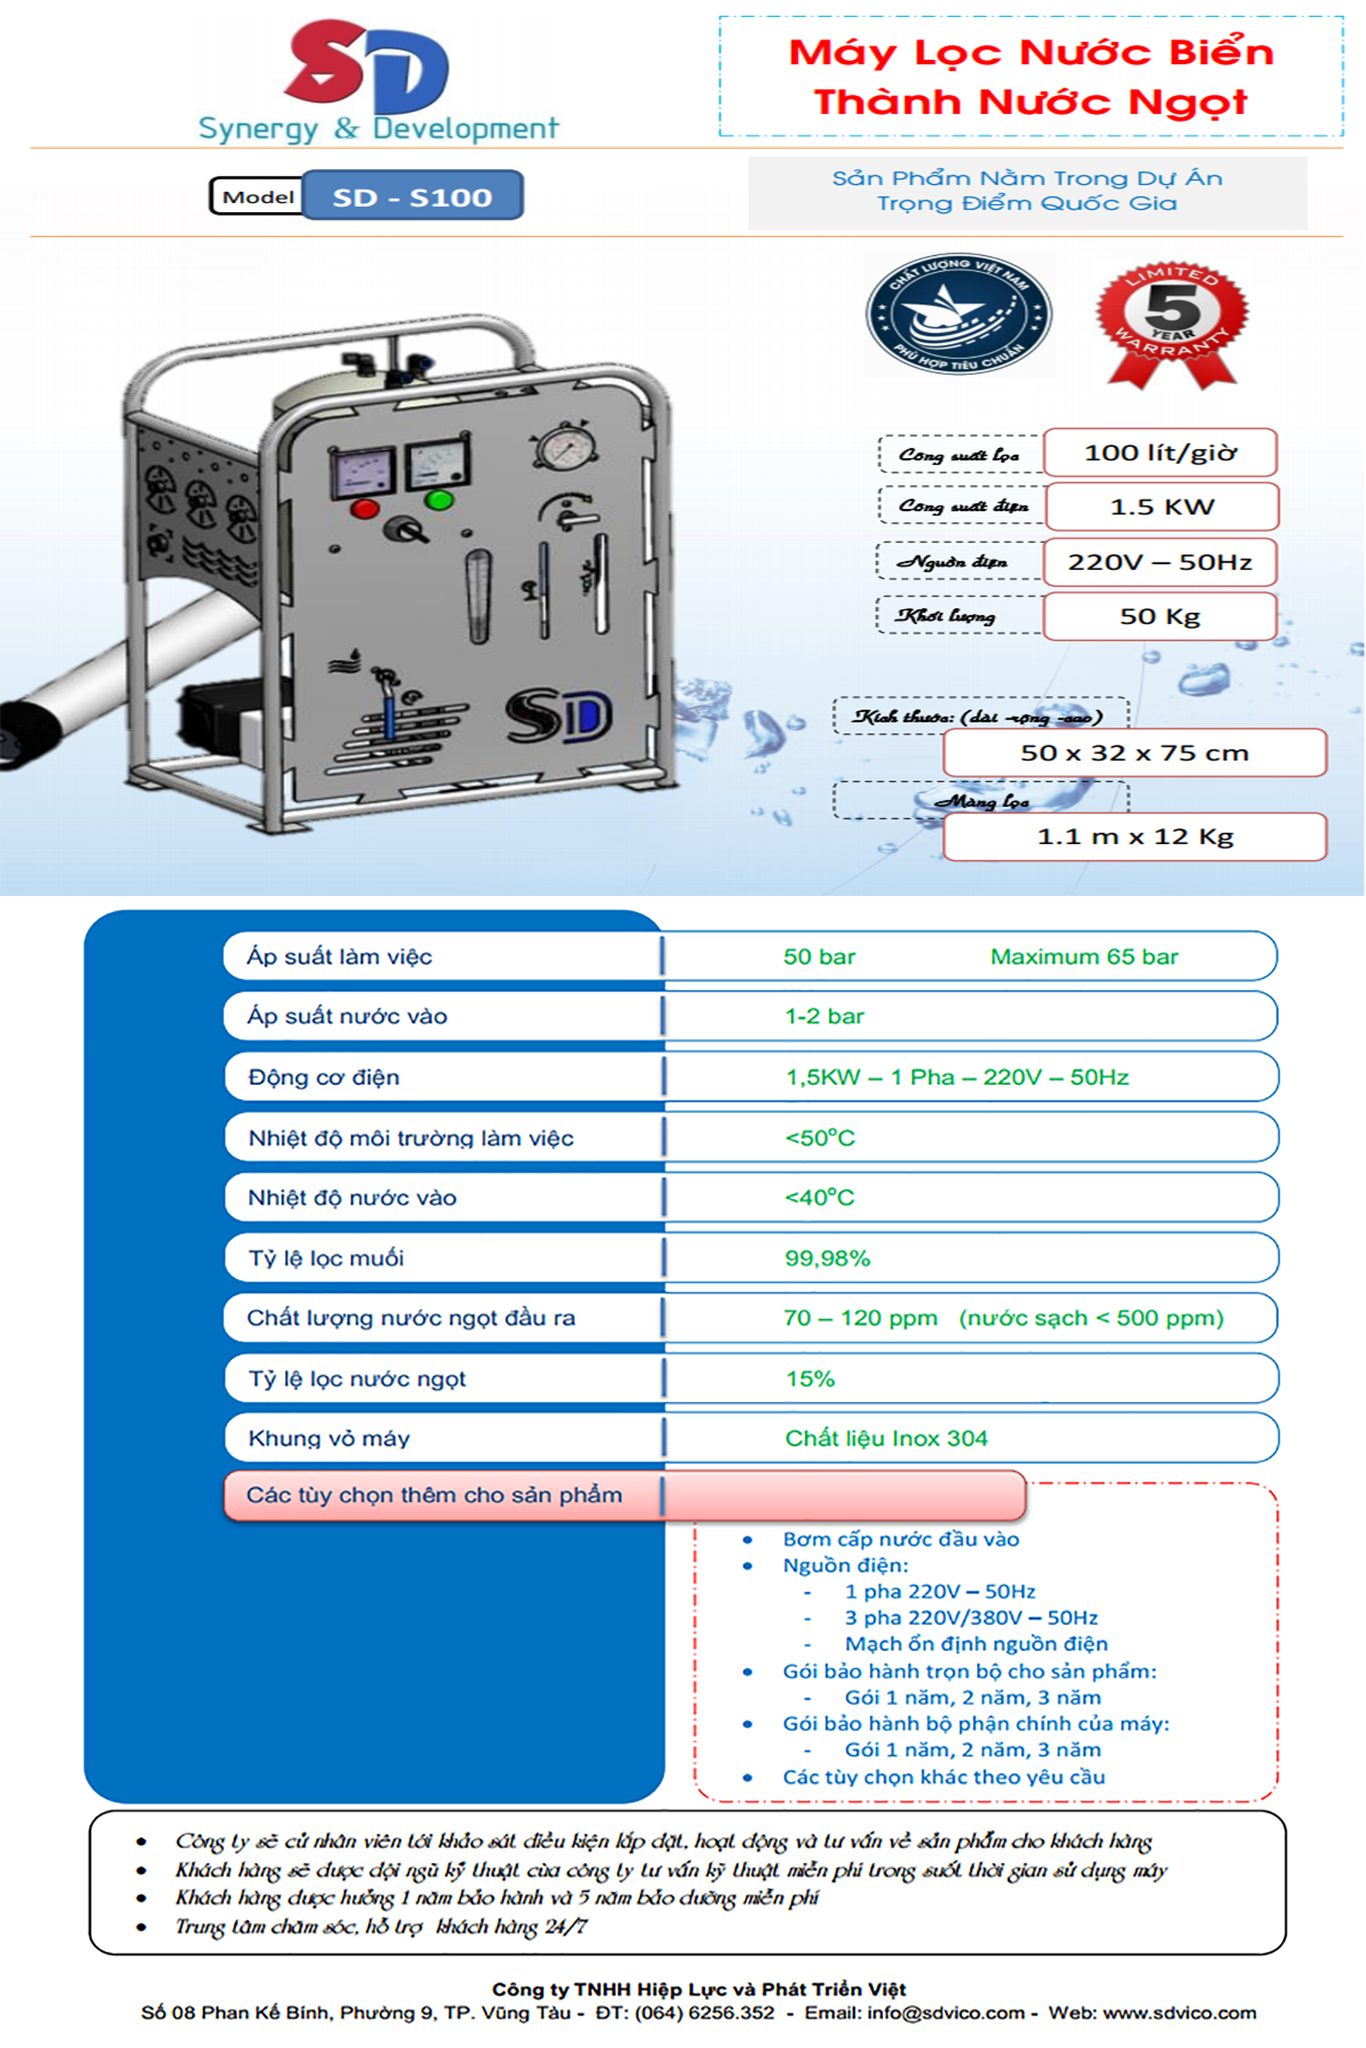 SD
Synergy & Development
Máy Lọc Nước Biển
Thành Nước Ngọt
Model
SD - S100
Sản Phẩm Nằm Trong Dự Án
Trọng Điểm Quốc Gia
CHẤT LƯỢNG VIỆT NAM
PHÙ HỢP TIÊU CHUẨN
LIMITED
5
YEAR
WARRANTY
Công suất lọc
100 lít/giờ
Công suất điện
1.5 KW
Nguồn điện
220V – 50Hz
Khối lượng
50 Kg
SD
Kích thước: (dài -rộng -cao)
50 x 32 x 75 cm
Màng lọc
1.1 m x 12 Kg
Áp suất làm việc 50 bar Maximum 65 bar
Áp suất nước vào 1-2 bar
Động cơ điện 1,5KW – 1 Pha – 220V – 50Hz
Nhiệt độ môi trường làm việc <50°C
Nhiệt độ nước vào <40°C
Tỷ lệ lọc muối 99,98%
Chất lượng nước ngọt đầu ra 70 – 120 ppm (nước sạch < 500 ppm)
Tỷ lệ lọc nước ngọt 15%
Khung vỏ máy Chất liệu Inox 304
Các tùy chọn thêm cho sản phẩm
• Bơm cấp nước đầu vào
• Nguồn điện:
- 1 pha 220V – 50Hz
- 3 pha 220V/380V – 50Hz
- Mạch ổn định nguồn điện
• Gói bảo hành trọn bộ cho sản phẩm:
- Gói 1 năm, 2 năm, 3 năm
• Gói bảo hành bộ phận chính của máy:
- Gói 1 năm, 2 năm, 3 năm
• Các tùy chọn khác theo yêu cầu
• Công ty sẽ cử nhân viên tới khảo sát điều kiện lắp đặt, hoạt động và tư vấn về sản phẩm cho khách hàng
• Khách hàng sẽ được đội ngũ kỹ thuật của công ty tư vấn kỹ thuật miễn phí trong suốt thời gian sử dụng máy
• Khách hàng được hưởng 1 năm bảo hành và 5 năm bảo dưỡng miễn phí
• Trung tâm chăm sóc, hỗ trợ khách hàng 24/7
Công ty TNHH Hiệp Lực và Phát Triển Việt
Số 08 Phan Kế Bính, Phường 9, TP. Vũng Tàu - ĐT: (064) 6256.352 - Email: info@sdvico.com - Web: www.sdvico.com